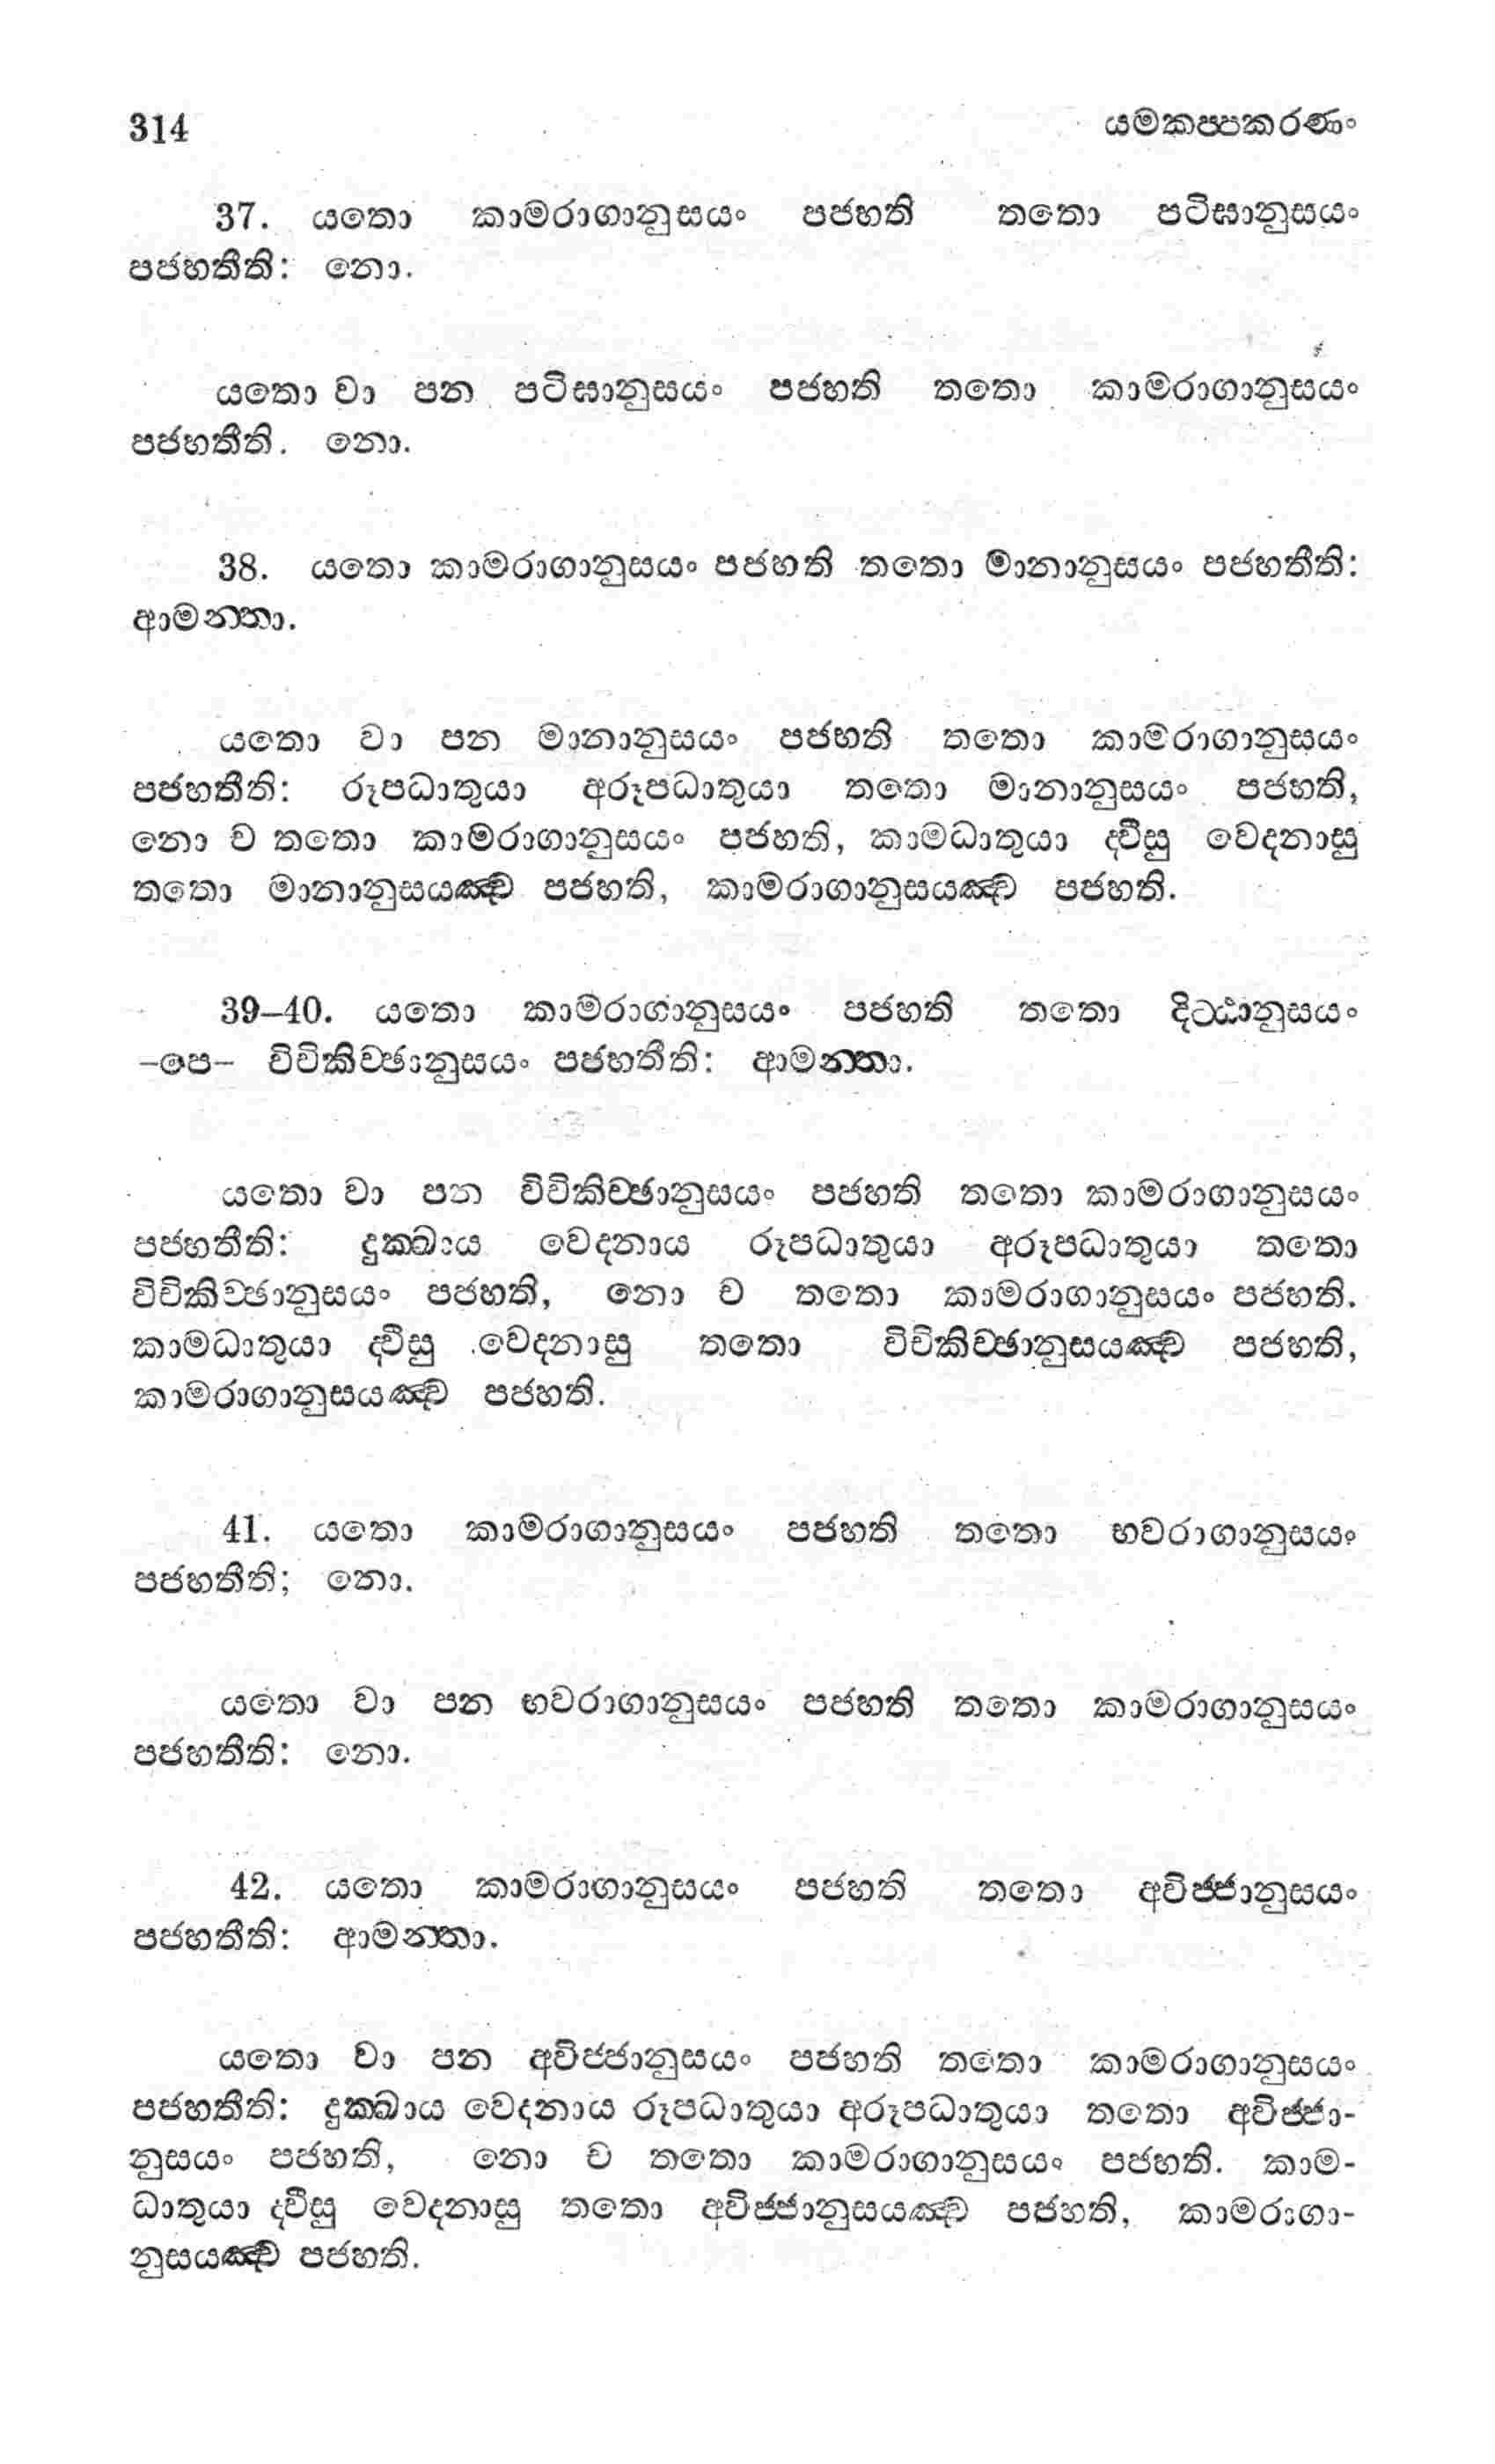 314 යමකප්පකරණං
37. යතො කාමරාගානුසයං පජහති තතො පටිඝානුසයං
පජහතීති: නො.
යතො වා පන පටිඝානුසයං පජහති තතො කාමරාගානුසයං
පජහතීති. නො.
38. යතො කාමරාගානුසයං පජහති තතො මානානුසයං පජහතීති:
ආමන්තා.
යතො වා පන මානානුසයං පජහති තතො කාමරාගානුසයං
පජහතීති: රූපධාතුයා අරූපධාතුයා තතො මානානුසයං පජහති,
නො ච තතො කාමරාගානුසයං පජහති, කාමධාතුයා ද්වීසු වෙදනාසු
තතො මානානුසයඤ්ච පජහති, කාමරාගානුසයඤ්ච පජහති.
39–40. යතො කාමරාගානුසයං පජහති තතො දිට්ඨානුසයං
–පෙ– විචිකිච්ඡානුසයං පජහතීති: ආමන්තා.
යතො වා පන විචිකිච්ඡානුසයං පජහති තතො කාමරාගානුසයං
පජහතීති: දුක්ඛාය වෙදනාය රූපධාතුයා අරූපධාතුයා තතො
විචිකිච්ඡානුසයං පජහති, නො ච තතො කාමරාගානුසයං පජහති.
කාමධාතුයා ද්වීසු වෙදනාසු තතො විචිකිච්ඡානුසයඤ්ච පජහති,
කාමරාගානුසයඤ්ච පජහති.
41. යතො කාමරාගානුසයං පජහති තතො භවරාගානුසයං
පජහතීති; නො.
යතො වා පන භවරාගානුසයං පජහති තතො කාමරාගානුසයං
පජහතීති: නො.
42. යතො කාමරාගානුසයං පජහති තතො අවිජ්ජානුසයං
පජහතීති: ආමන්තා.
යතො වා පන අවිජ්ජානුසයං පජහති තතො කාමරාගානුසයං
පජහතීති: දුක්ඛාය වෙදනාය රූපධාතුයා අරූපධාතුයා තතො අවිජ්ජා-
නුසයං පජහති, නො ච තතො කාමරාගානුසයං පජහති. කාම-
ධාතුයා ද්වීසු වෙදනාසු තතො අවිජ්ජානුසයඤ්ච පජහති, කාමරාගා-
නුසයඤ්ච පජහති.